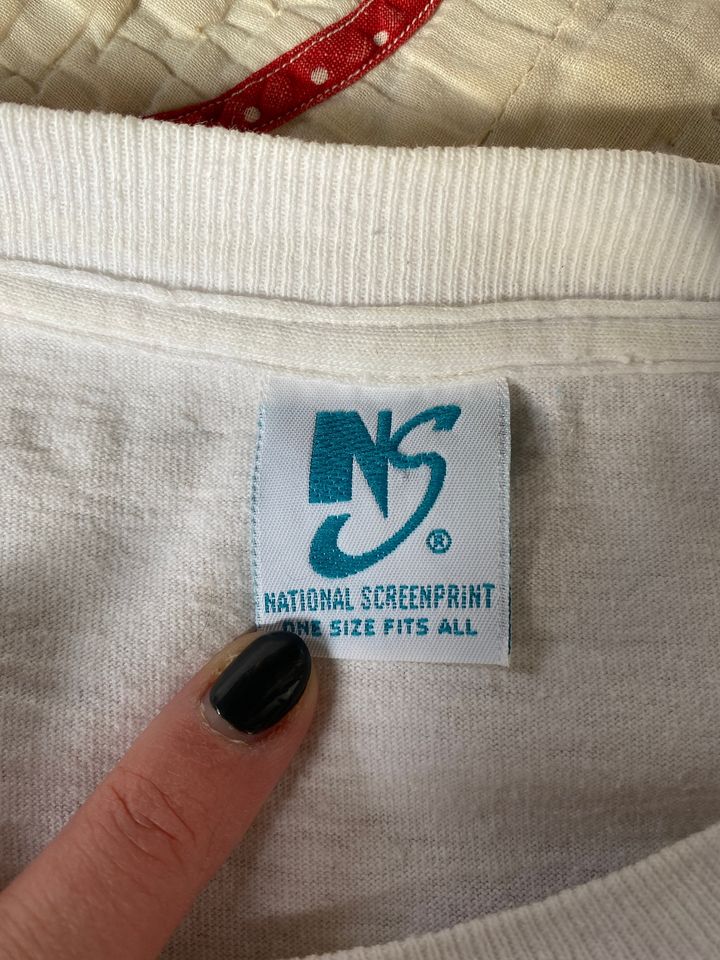 NS®
NATIONAL SCREENPRINT
ONE SIZE FITS ALL